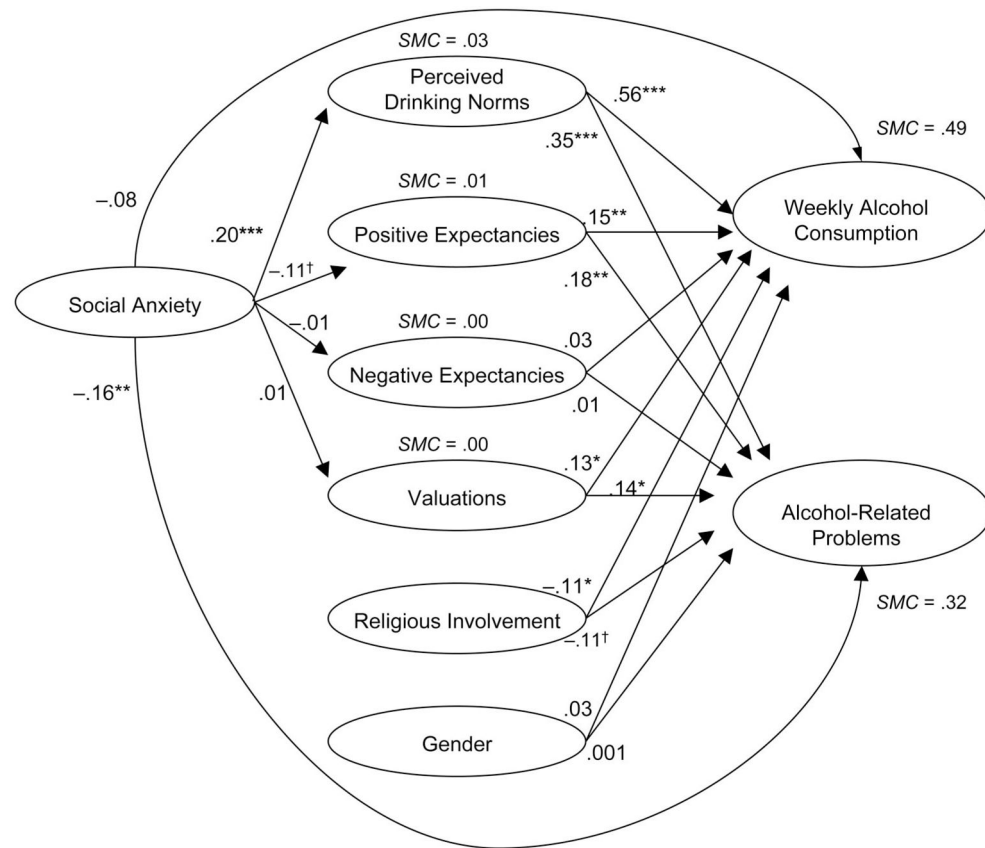 SMC = .03
Perceived
Drinking Norms
.56***
.35***
SMC = .49
–.08
SMC = .01
.20***
Positive Expectancies
.15**
Weekly Alcohol
Consumption
–.11†
.18**
Social Anxiety
–.01
SMC = .00
.03
Negative Expectancies
–.16**
.01
.01
SMC = .00
.13*
Valuations
.14*
Alcohol-Related
Problems
–.11*
Religious Involvement
–.11†
SMC = .32
.03
Gender
.001